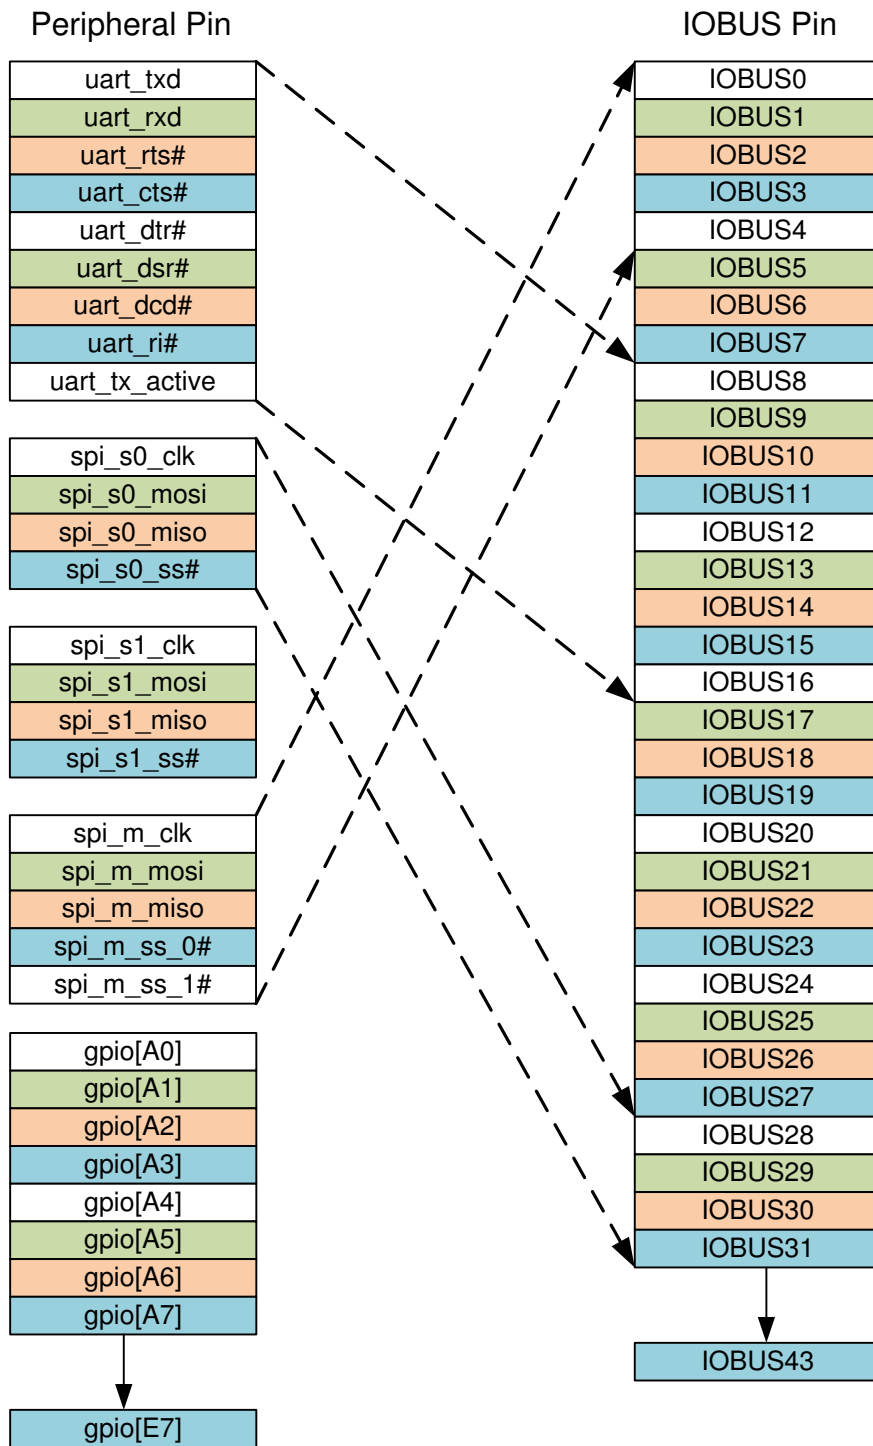 Peripheral Pin
uart_txd
uart_rxd
uart_rts#
uart_cts#
uart_dtr#
uart_dsr#
uart_dcd#
uart_ri#
uart_tx_active
spi_s0_clk
spi_s0_mosi
spi_s0_miso
spi_s0_ss#
spi_s1_clk
spi_s1_mosi
spi_s1_miso
spi_s1_ss#
spi_m_clk
spi_m_mosi
spi_m_miso
spi_m_ss_0#
spi_m_ss_1#
gpio[A0]
gpio[A1]
gpio[A2]
gpio[A3]
gpio[A4]
gpio[A5]
gpio[A6]
gpio[A7]
gpio[E7]
IOBUS Pin
IOBUS0
IOBUS1
IOBUS2
IOBUS3
IOBUS4
IOBUS5
IOBUS6
IOBUS7
IOBUS8
IOBUS9
IOBUS10
IOBUS11
IOBUS12
IOBUS13
IOBUS14
IOBUS15
IOBUS16
IOBUS17
IOBUS18
IOBUS19
IOBUS20
IOBUS21
IOBUS22
IOBUS23
IOBUS24
IOBUS25
IOBUS26
IOBUS27
IOBUS28
IOBUS29
IOBUS30
IOBUS31
IOBUS43